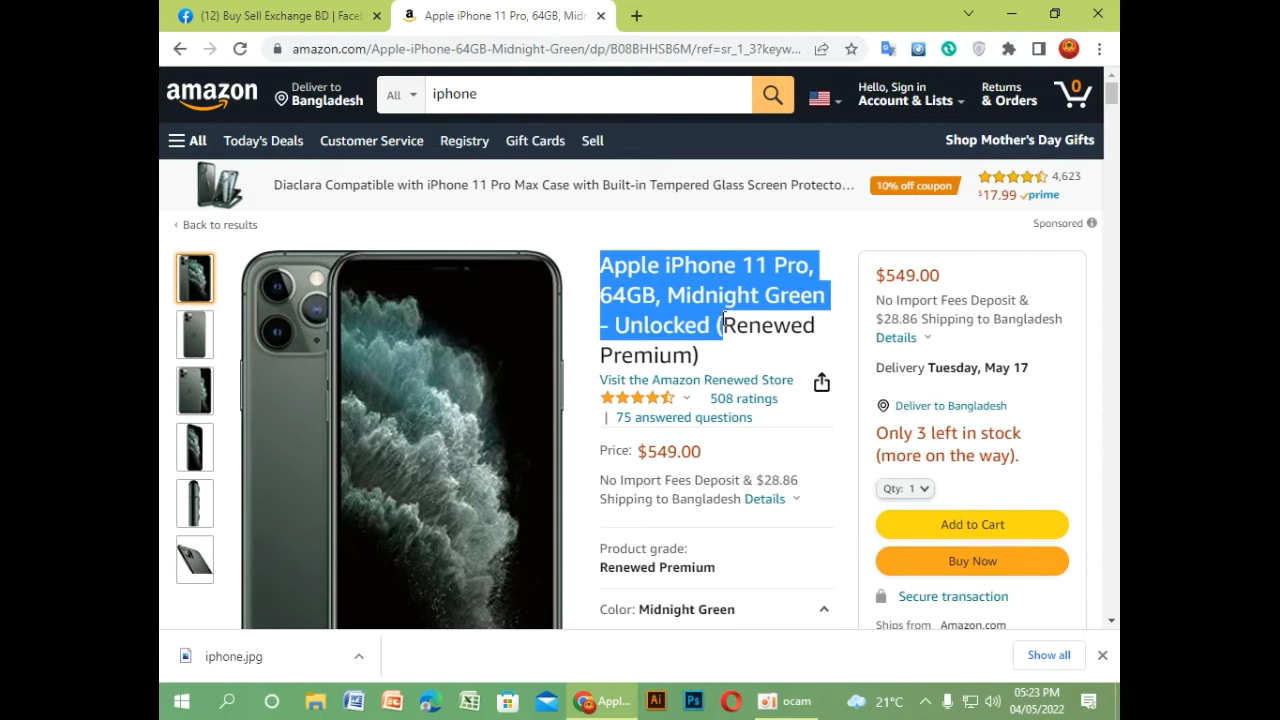 (12) Buy Sell Exchange BD | Faceb
Apple iPhone 11 Pro, 64GB, Midn
amazon.com/Apple-iPhone-64GB-Midnight-Green/dp/B08BHHSB6M/ref=sr_1_3?keyw...
amazon
Deliver to
Bangladesh
All
iphone
Hello, Sign in
Account & Lists
Returns
& Orders
0
All
Today's Deals
Customer Service
Registry
Gift Cards
Sell
Shop Mother's Day Gifts
Diaclara Compatible with iPhone 11 Pro Max Case with Built-in Tempered Glass Screen Protecto...
10% off coupon
4,623
$17.99 prime
‹ Back to results
Sponsored
Apple iPhone 11 Pro,
64GB, Midnight Green
- Unlocked (Renewed
Premium)
Visit the Amazon Renewed Store
508 ratings
| 75 answered questions
Price: $549.00
No Import Fees Deposit & $28.86
Shipping to Bangladesh Details
Product grade:
Renewed Premium
Color: Midnight Green
$549.00
No Import Fees Deposit &
$28.86 Shipping to Bangladesh
Details
Delivery Tuesday, May 17
Deliver to Bangladesh
Only 3 left in stock
(more on the way).
Qty: 1
Add to Cart
Buy Now
Secure transaction
Ships from Amazon.com
iphone.jpg
Show all
Appl...
Ai
Ps
ocam
21°C
05:23 PM
04/05/2022